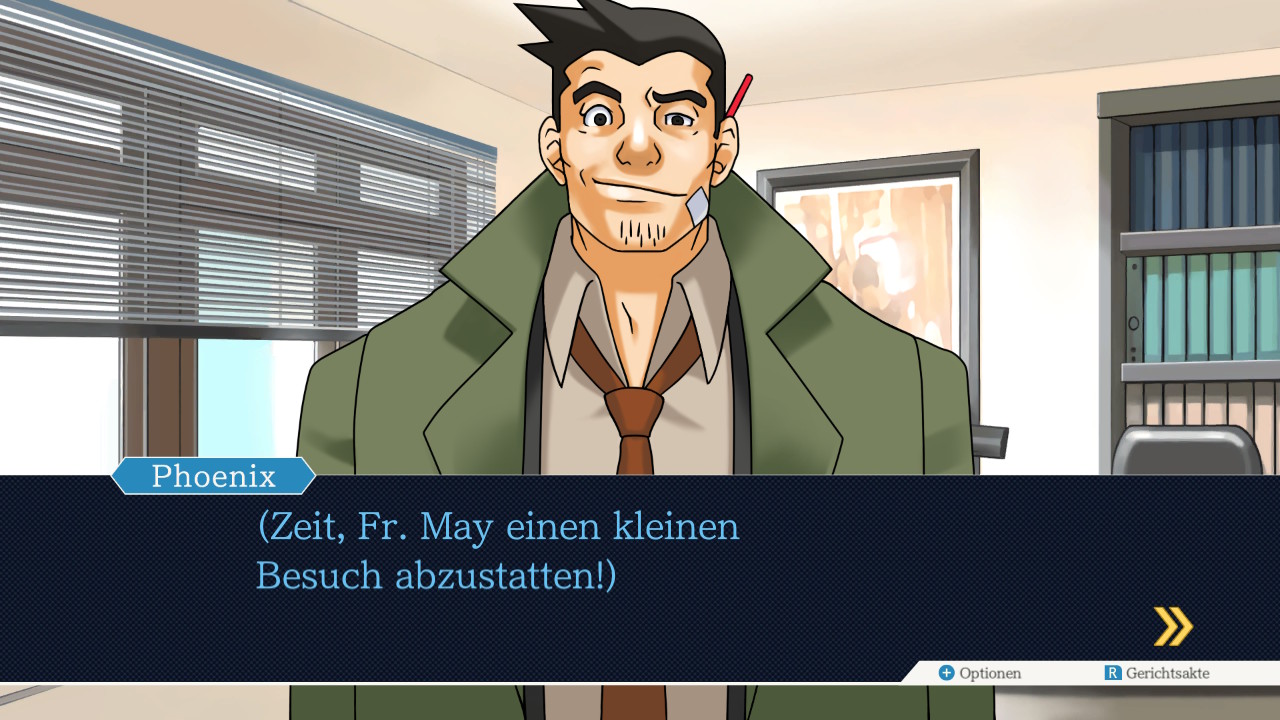 Phoenix
(Zeit, Fr. May einen kleinen
Besuch abzustatten!)
+ Optionen
R Gerichtsakte